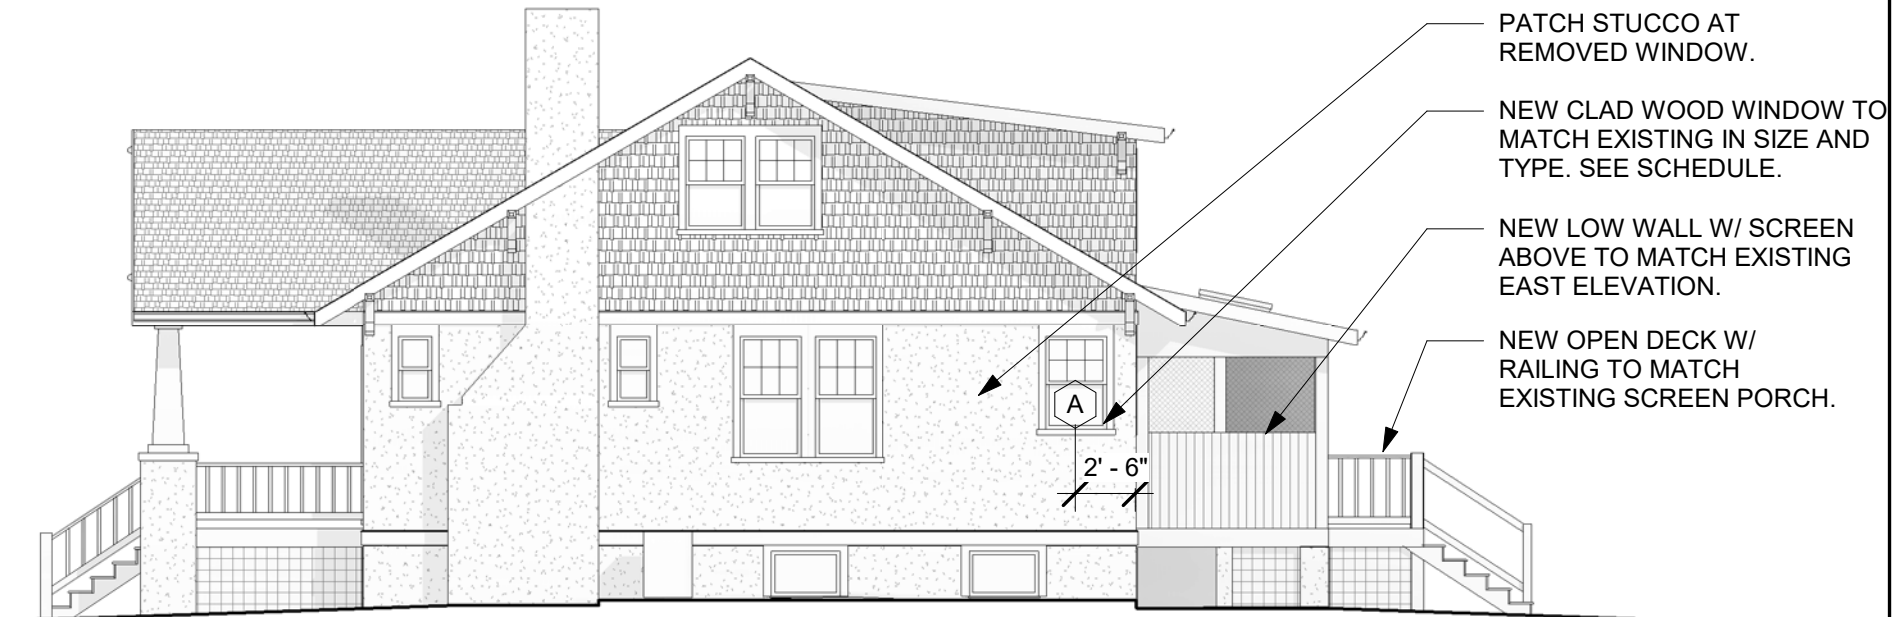 PATCH STUCCO AT
REMOVED WINDOW.
NEW CLAD WOOD WINDOW TO
MATCH EXISTING IN SIZE AND
TYPE. SEE SCHEDULE.
NEW LOW WALL W/ SCREEN
ABOVE TO MATCH EXISTING
EAST ELEVATION.
NEW OPEN DECK W/
RAILING TO MATCH
EXISTING SCREEN PORCH.
A
2' - 6"